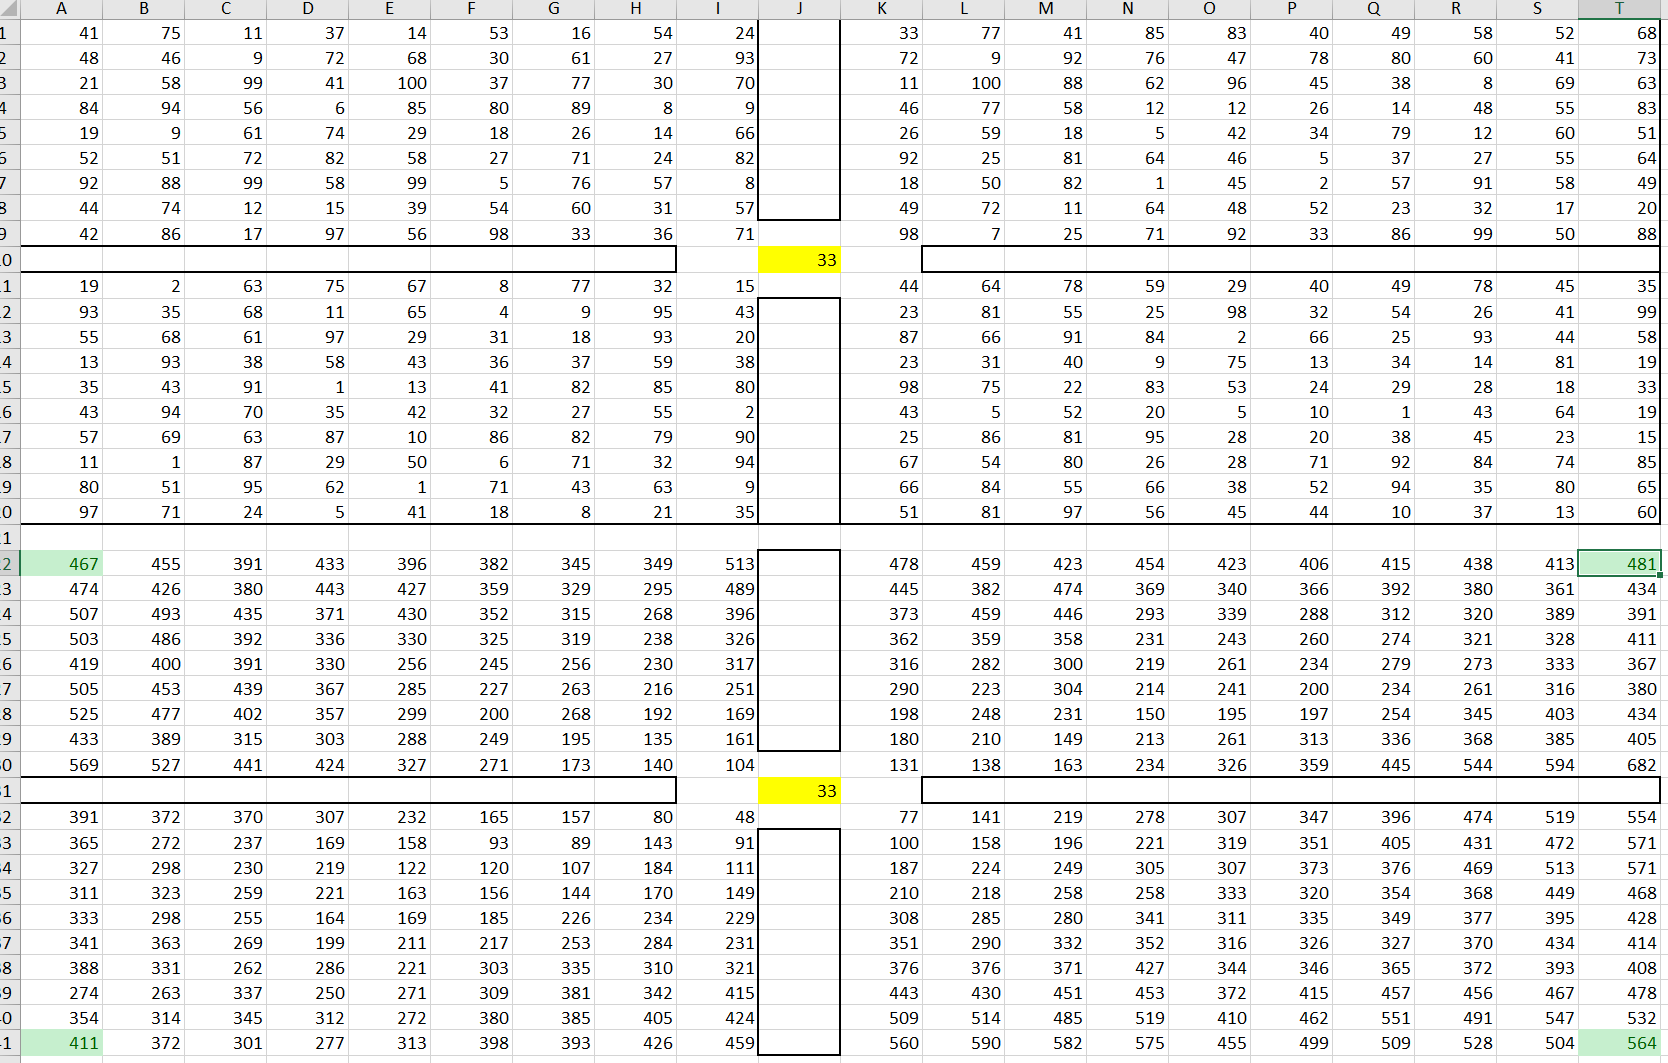 A B C D E F G H I J K L M N O P Q R S T
1 41 75 11 37 14 53 16 54 24 33 77 41 85 83 40 49 58 52 68
2 48 46 9 72 68 30 61 27 93 72 9 92 76 47 78 80 60 41 73
3 21 58 99 41 100 37 77 30 70 11 100 88 62 96 45 38 8 69 63
4 84 94 56 6 85 80 89 8 9 46 77 58 12 12 26 14 48 55 83
5 19 9 61 74 29 18 26 14 66 26 59 18 5 42 34 79 12 60 51
6 52 51 72 82 58 27 71 24 82 92 25 81 64 46 5 37 27 55 64
7 92 88 99 58 99 5 76 57 8 18 50 82 1 45 2 57 91 58 49
8 44 74 12 15 39 54 60 31 57 49 72 11 64 48 52 23 32 17 20
9 42 86 17 97 56 98 33 36 71 98 7 25 71 92 33 86 99 50 88
0 33
1 19 2 63 75 67 8 77 32 15 44 64 78 59 29 40 49 78 45 35
2 93 35 68 11 65 4 9 95 43 23 81 55 25 98 32 54 26 41 99
3 55 68 61 97 29 31 18 93 20 87 66 91 84 2 66 25 93 44 58
4 13 93 38 58 43 36 37 59 38 23 31 40 9 75 13 34 14 81 19
5 35 43 91 1 13 41 82 85 80 98 75 22 83 53 24 29 28 18 33
6 43 94 70 35 42 32 27 55 2 43 5 52 20 5 10 1 43 64 19
7 57 69 63 87 10 86 82 79 90 25 86 81 95 28 20 38 45 23 15
8 11 1 87 29 50 6 71 32 94 67 54 80 26 28 71 92 84 74 85
9 80 51 95 62 1 71 43 63 9 66 84 55 66 38 52 94 35 80 65
0 97 71 24 5 41 18 8 21 35 51 81 97 56 45 44 10 37 13 60
1
2 467 455 391 433 396 382 345 349 513 478 459 423 454 423 406 415 438 413 481
3 474 426 380 443 427 359 329 295 489 445 382 474 369 340 366 392 380 361 434
4 507 493 435 371 430 352 315 268 396 373 459 446 293 339 288 312 320 389 391
5 503 486 392 336 330 325 319 238 326 362 359 358 231 243 260 274 321 328 411
6 419 400 391 330 256 245 256 230 317 316 282 300 219 261 234 279 273 333 367
7 505 453 439 367 285 227 263 216 251 290 223 304 214 241 200 234 261 316 380
8 525 477 402 357 299 200 268 192 169 198 248 231 150 195 197 254 345 403 434
9 433 389 315 303 288 249 195 135 161 180 210 149 213 261 313 336 368 385 405
0 569 527 441 424 327 271 173 140 104 131 138 163 234 326 359 445 544 594 682
1 33
2 391 372 370 307 232 165 157 80 48 77 141 219 278 307 347 396 474 519 554
3 365 272 237 169 158 93 89 143 91 100 158 196 221 319 351 405 431 472 571
4 327 298 230 219 122 120 107 184 111 187 224 249 305 307 373 376 469 513 571
5 311 323 259 221 163 156 144 170 149 210 218 258 258 333 320 354 368 449 468
6 333 298 255 164 169 185 226 234 229 308 285 280 341 311 335 349 377 395 428
7 341 363 269 199 211 217 253 284 231 351 290 332 352 316 326 327 370 434 414
8 388 331 262 286 221 303 335 310 321 376 376 371 427 344 346 365 372 393 408
9 274 263 337 250 271 309 381 342 415 443 430 451 453 372 415 457 456 467 478
0 354 314 345 312 272 380 385 405 424 509 514 485 519 410 462 551 491 547 532
1 411 372 301 277 313 398 393 426 459 560 590 582 575 455 499 509 528 504 564